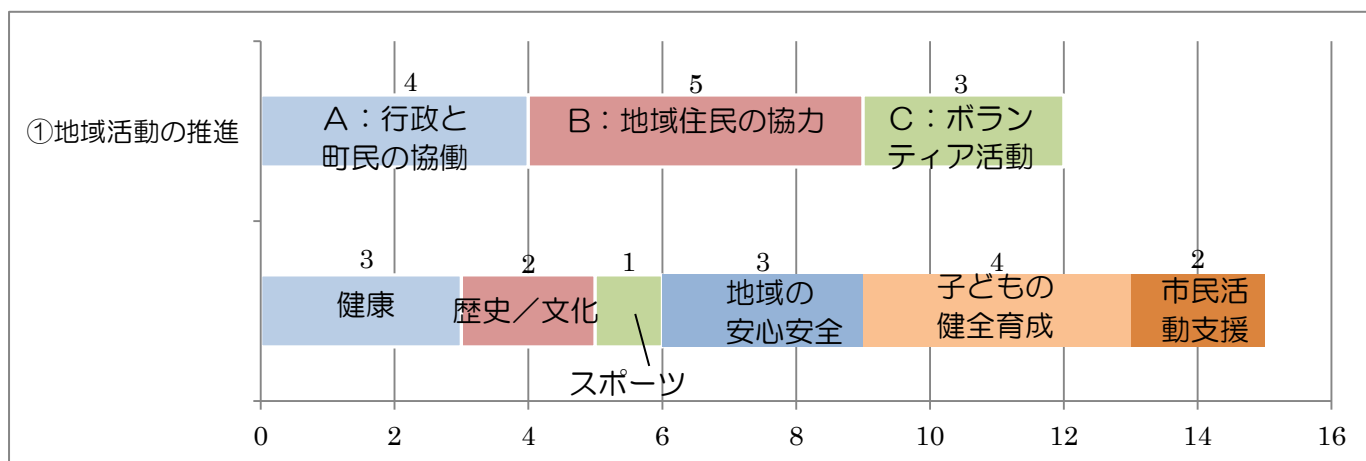 4
5
3
①地域活動の推進
A：行政と
町民の協働
B：地域住民の協力
C：ボラン
ティア活動
3
2
1
3
4
2
健康
歴史／文化
スポーツ
地域の
安心安全
子どもの
健全育成
市民活
動支援
0 2 4 6 8 10 12 14 16